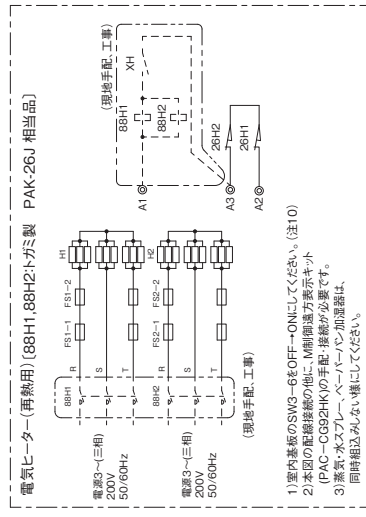 電気ヒーター(再熱用)[88H1,88H2:トガミ製 PAK-26J 相当品]
電源3〜(三相)
200V
50/60Hz
88H1
R
S
T
FS1-1
FS1-2
H1
電源3〜(三相)
200V
50/60Hz
88H2
R
S
T
FS2-1
FS2-2
H2
(現地手配、工事)
(現地手配、工事)
A1
88H1
88H2
XH
A3
26H2
26H1
A2
1)室内基板のSW3-6をOFF→ONにしてください。(注10)
2)本図の配線接続の他に、M制御遠方表示キット
(PAC-CG92HK)の手配・接続が必要です。
3)蒸気・水スプレー、ペーパーパン加湿器は、
同時組込みしない様にしてください。